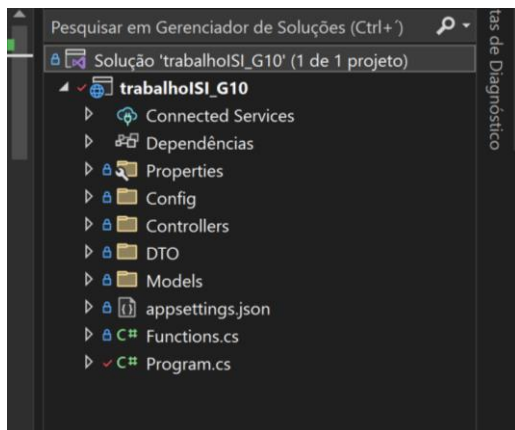 Pesquisar em Gerenciador de Soluções (Ctrl+´)
Solução 'trabalhoISI_G10' (1 de 1 projeto)
trabalhoISI_G10
Connected Services
Dependências
Properties
Config
Controllers
DTO
Models
appsettings.json
C# Functions.cs
C# Program.cs
tas de Diagnóstico